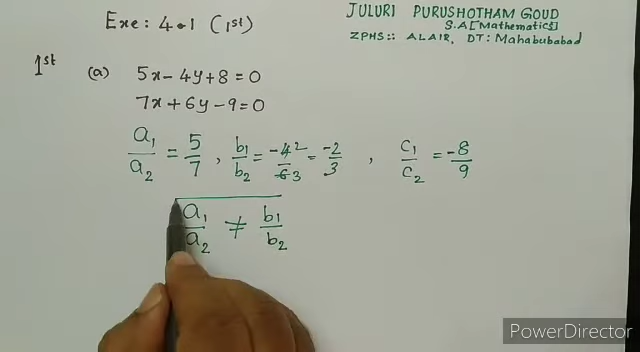 Exe: 4.1 (1st)
JULURI PURUSHOTHAM GOUD
S.A [Mathematics]
ZPHS:: ALAIR, DT: Mahabubabad
1st (a) 5x - 4y + 8 = 0
7x + 6y - 9 = 0
a1/a2 = 5/7 , b1/b2 = -4 2/6 3 = -2/3 , c1/c2 = -8/9
a1/a2 ≠ b1/b2
PowerDirector